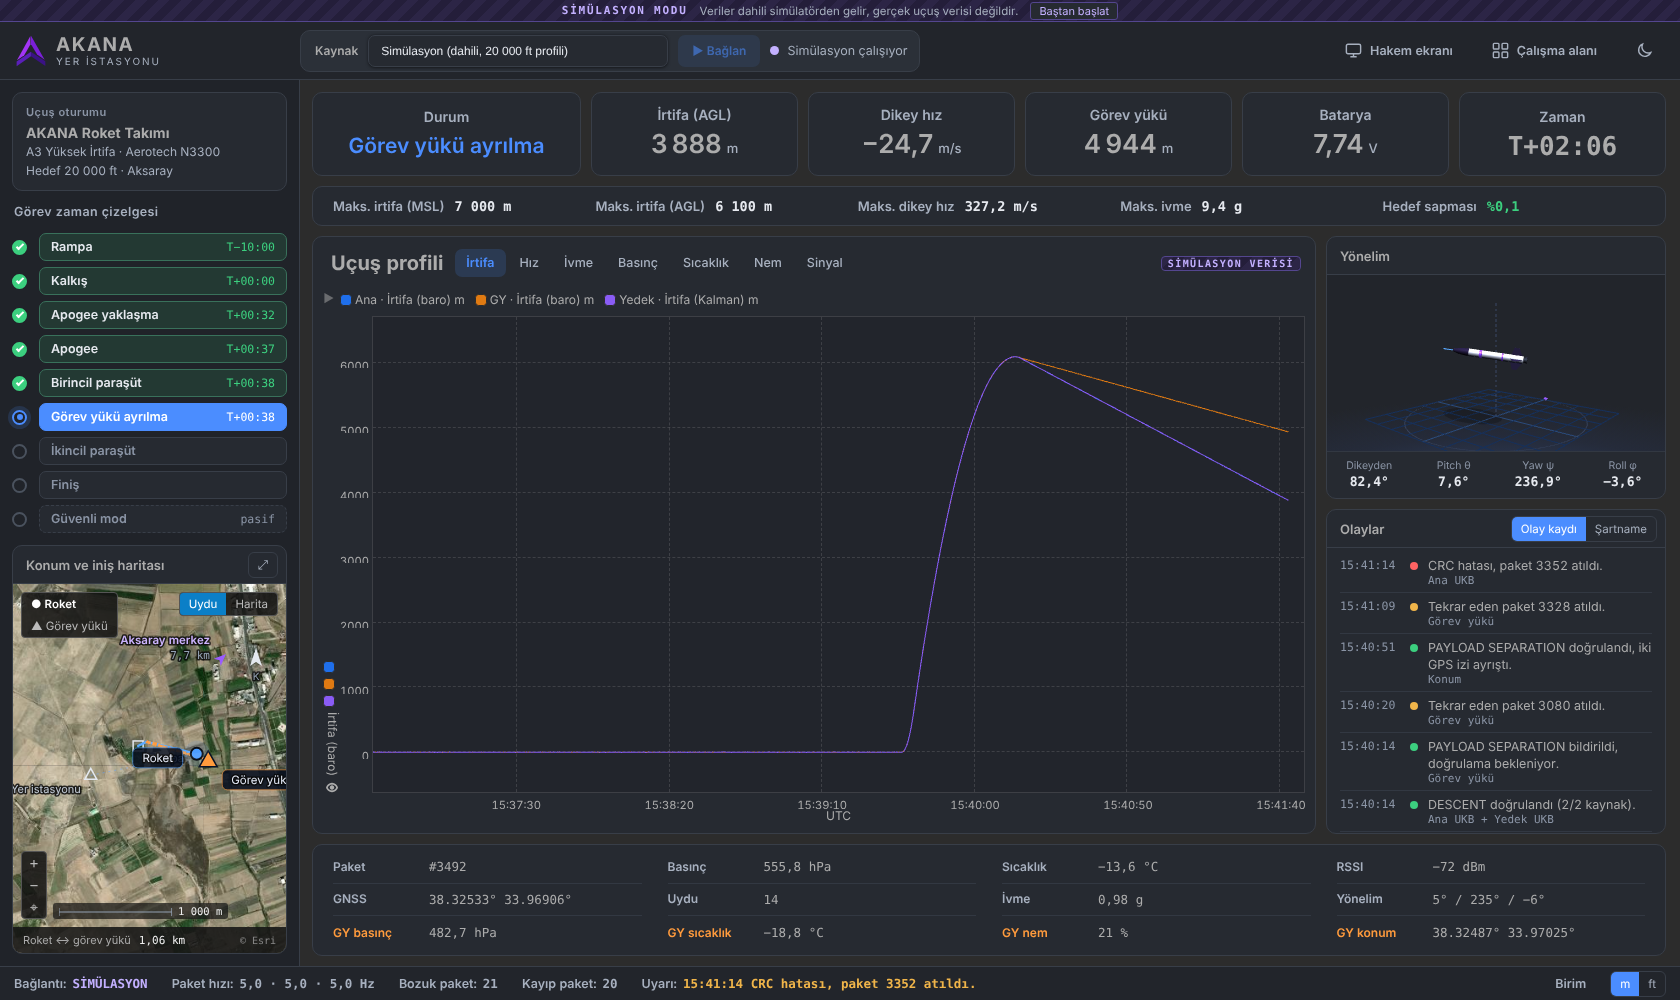 SİMÜLASYON MODU Veriler dahili simülatörden gelir, gerçek uçuş verisi değildir. Baştan başlat
AKANA
YER İSTASYONU
Kaynak Simülasyon (dahili, 20 000 ft profili) Bağlan Simülasyon çalışıyor
Hakem ekranı Çalışma alanı
Uçuş oturumu
AKANA Roket Takımı
A3 Yüksek İrtifa · Aerotech N3300
Hedef 20 000 ft · Aksaray
Görev zaman çizelgesi
Rampa T−10:00
Kalkış T+00:00
Apogee yaklaşma T+00:32
Apogee T+00:37
Birincil paraşüt T+00:38
Görev yükü ayrılma T+00:38
İkincil paraşüt
Finiş
Güvenli mod pasif
Konum ve iniş haritası
Roket
Görev yükü
Uydu Harita
Aksaray merkez
7,7 km
K
Roket
Görev yük
Yer istasyonu
+
−
1 000 m
Roket ↔ görev yükü 1,06 km © Esri
Durum
Görev yükü ayrılma
İrtifa (AGL)
3 888 m
Dikey hız
−24,7 m/s
Görev yükü
4 944 m
Batarya
7,74 V
Zaman
T+02:06
Maks. irtifa (MSL) 7 000 m
Maks. irtifa (AGL) 6 100 m
Maks. dikey hız 327,2 m/s
Maks. ivme 9,4 g
Hedef sapması %0,1
Uçuş profili İrtifa Hız İvme Basınç Sıcaklık Nem Sinyal SİMÜLASYON VERİSİ
Ana · İrtifa (baro) m GY · İrtifa (baro) m Yedek · İrtifa (Kalman) m
6000
5000
4000
3000
2000
1000
0
İrtifa (baro)
15:37:30 15:38:20 15:39:10 15:40:00 15:40:50 15:41:40
UTC
Yönelim
Dikeyden Pitch θ Yaw ψ Roll φ
82,4° 7,6° 236,9° −3,6°
Olaylar Olay kaydı Şartname
15:41:14 CRC hatası, paket 3352 atıldı.
Ana UKB
15:41:09 Tekrar eden paket 3328 atıldı.
Görev yükü
15:40:51 PAYLOAD SEPARATION doğrulandı, iki
GPS izi ayrıştı.
Konum
15:40:20 Tekrar eden paket 3080 atıldı.
Görev yükü
15:40:14 PAYLOAD SEPARATION bildirildi,
doğrulama bekleniyor.
Görev yükü
15:40:14 DESCENT doğrulandı (2/2 kaynak).
Ana UKB + Yedek UKB
Paket #3492 Basınç 555,8 hPa Sıcaklık −13,6 °C RSSI −72 dBm
GNSS 38.32533° 33.96906° Uydu 14 İvme 0,98 g Yönelim 5° / 235° / −6°
GY basınç 482,7 hPa GY sıcaklık −18,8 °C GY nem 21 % GY konum 38.32487° 33.97025°
Bağlantı: SİMÜLASYON Paket hızı: 5,0 · 5,0 · 5,0 Hz Bozuk paket: 21 Kayıp paket: 20 Uyarı: 15:41:14 CRC hatası, paket 3352 atıldı. Birim m ft